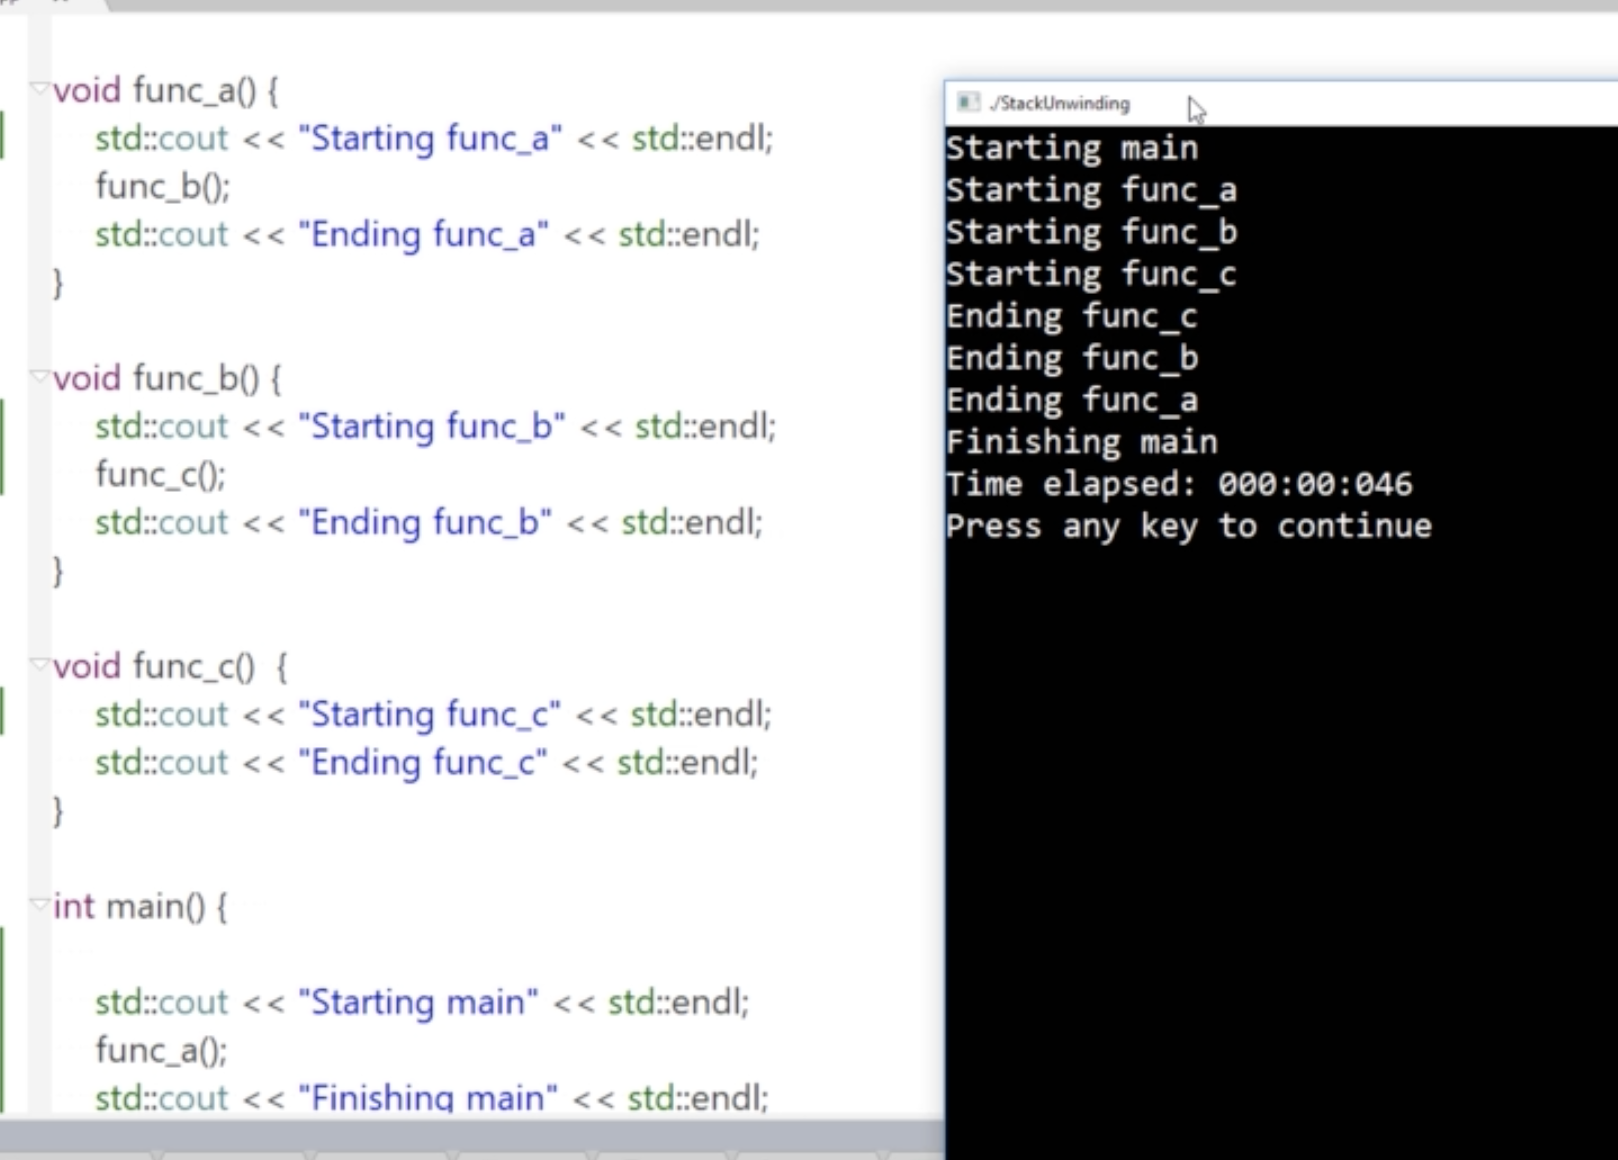 void func_a() {
std::cout << "Starting func_a" << std::endl;
func_b();
std::cout << "Ending func_a" << std::endl;
}
void func_b() {
std::cout << "Starting func_b" << std::endl;
func_c();
std::cout << "Ending func_b" << std::endl;
}
void func_c()  {
std::cout << "Starting func_c" << std::endl;
std::cout << "Ending func_c" << std::endl;
}
int main() {
std::cout << "Starting main" << std::endl;
func_a();
std::cout << "Finishing main" << std::endl;
./StackUnwinding
Starting main
Starting func_a
Starting func_b
Starting func_c
Ending func_c
Ending func_b
Ending func_a
Finishing main
Time elapsed: 000:00:046
Press any key to continue